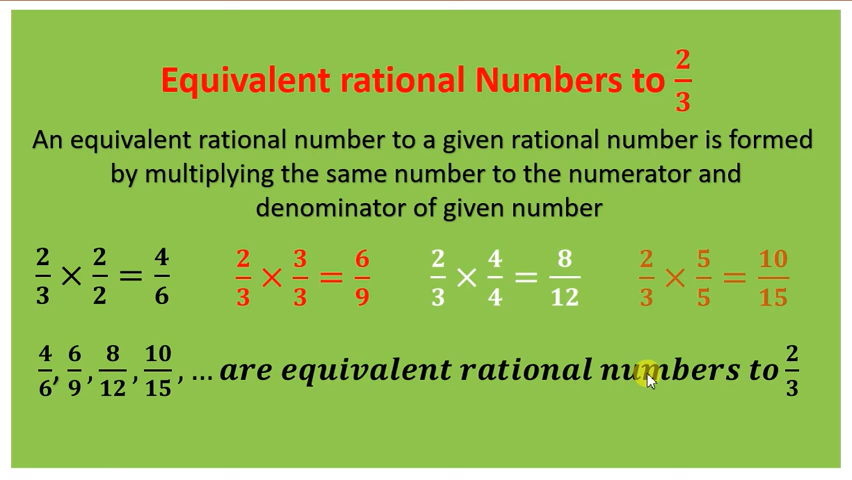 Equivalent rational Numbers to 2/3
An equivalent rational number to a given rational number is formed
by multiplying the same number to the numerator and
denominator of given number
2/3 × 2/2 = 4/6 2/3 × 3/3 = 6/9 2/3 × 4/4 = 8/12 2/3 × 5/5 = 10/15
4/6, 6/9, 8/12, 10/15, ... are equivalent rational numbers to 2/3